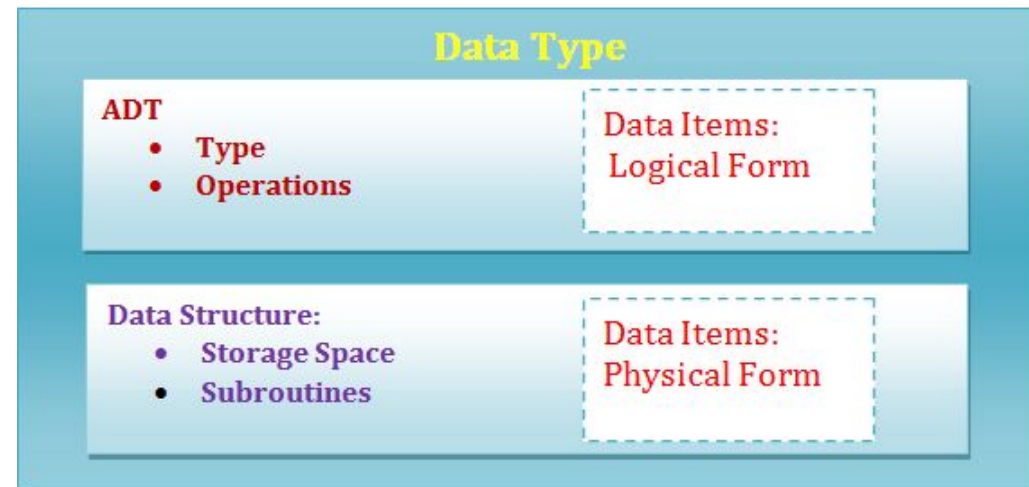 Data Type
ADT
• Type
• Operations
Data Items:
Logical Form
Data Structure:
• Storage Space
• Subroutines
Data Items:
Physical Form